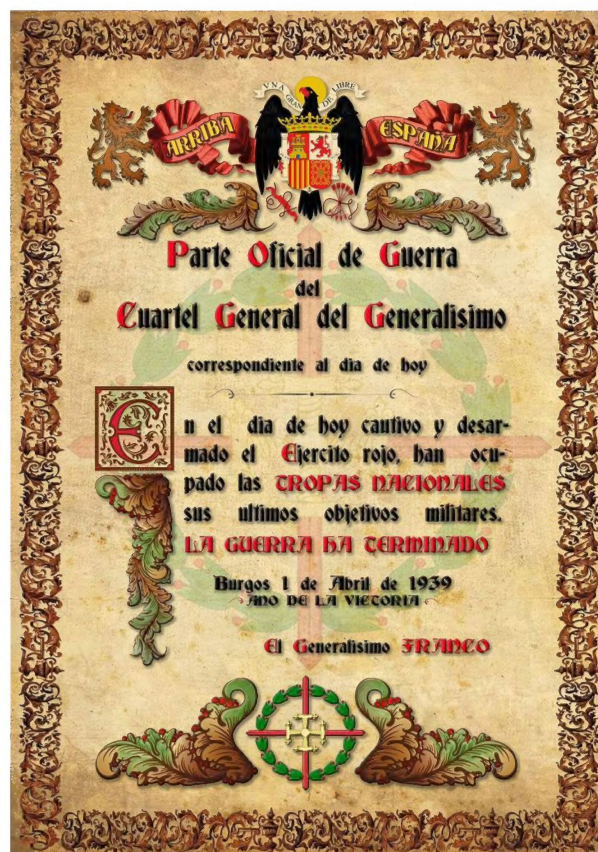 UNA GRANDE LIBRE
ARRIBA ESPAÑA
Parte Oficial de Guerra
del
Cuartel General del Generalisimo
correspondiente al dia de hoy
En el dia de hoy cautivo y desar-
mado el Ejercito rojo, han ocu-
pado las TROPAS NACIONALES
sus ultimos objetivos militares.
LA GUERRA HA TERMINADO
Burgos 1 de Abril de 1939
AÑO DE LA VICTORIA
El Generalisimo FRANCO